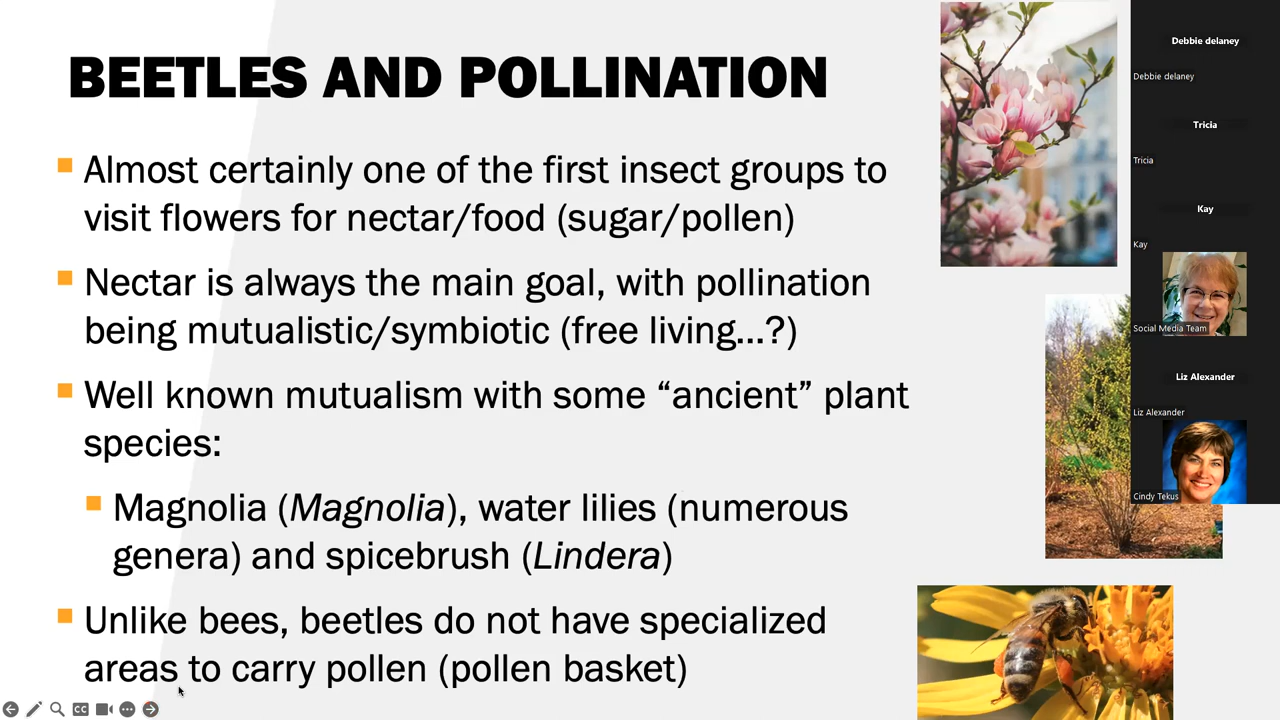 BEETLES AND POLLINATION
Almost certainly one of the first insect groups to
visit flowers for nectar/food (sugar/pollen)
Nectar is always the main goal, with pollination
being mutualistic/symbiotic (free living...?)
Well known mutualism with some “ancient” plant
species:
Magnolia (Magnolia), water lilies (numerous
genera) and spicebrush (Lindera)
Unlike bees, beetles do not have specialized
areas to carry pollen (pollen basket)
CC
Debbie delaney
Debbie delaney
Tricia
Tricia
Kay
Kay
Social Media Team
Liz Alexander
Liz Alexander
Cindy Tekus